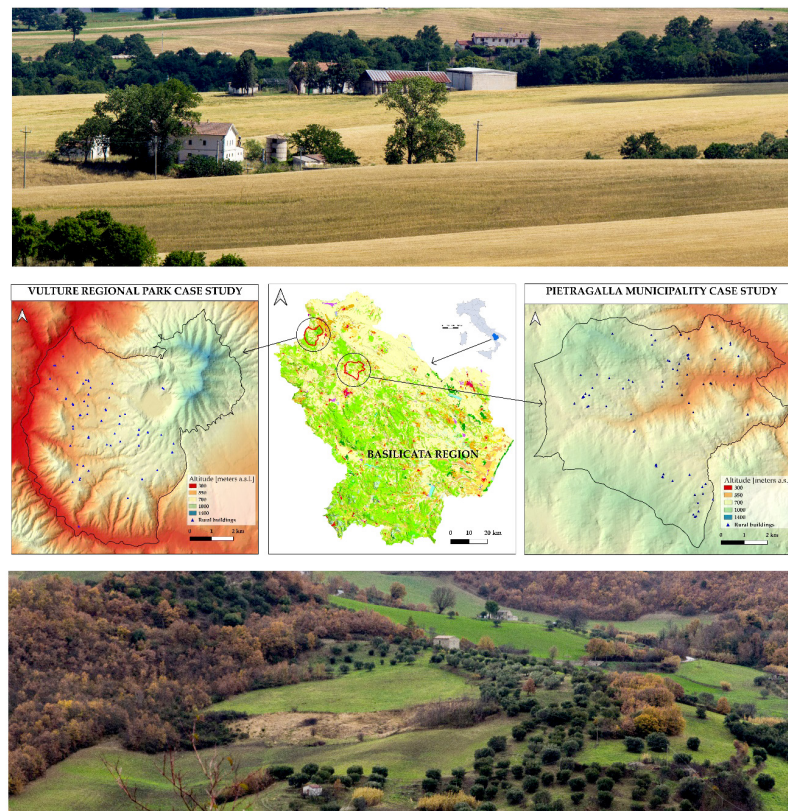 VULTURE REGIONAL PARK CASE STUDY
PIETRAGALLA MUNICIPALITY CASE STUDY
BASILICATA REGION
Altitude [meters a.s.l.]
300
500
700
1000
1400
Rural buildings
0 1 2 km
0 10 20 km
Altitude [meters a.s.
300
500
700
1000
1400
Rural buildings
0 1 2 km